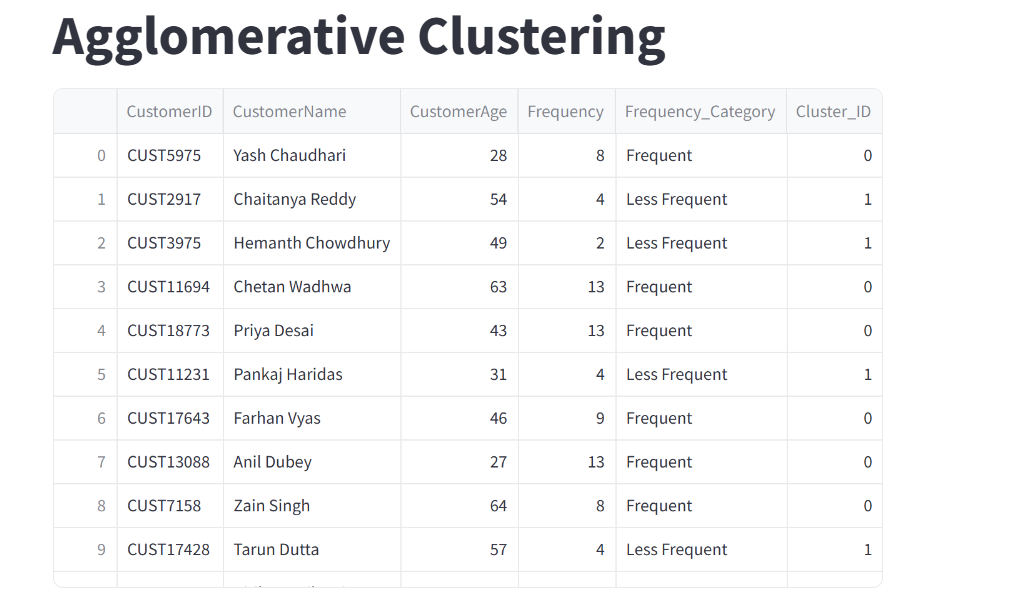 Agglomerative Clustering
CustomerID CustomerName CustomerAge Frequency Frequency_Category Cluster_ID
0 CUST5975 Yash Chaudhari 28 8 Frequent 0
1 CUST2917 Chaitanya Reddy 54 4 Less Frequent 1
2 CUST3975 Hemanth Chowdhury 49 2 Less Frequent 1
3 CUST11694 Chetan Wadhwa 63 13 Frequent 0
4 CUST18773 Priya Desai 43 13 Frequent 0
5 CUST11231 Pankaj Haridas 31 4 Less Frequent 1
6 CUST17643 Farhan Vyas 46 9 Frequent 0
7 CUST13088 Anil Dubey 27 13 Frequent 0
8 CUST7158 Zain Singh 64 8 Frequent 0
9 CUST17428 Tarun Dutta 57 4 Less Frequent 1